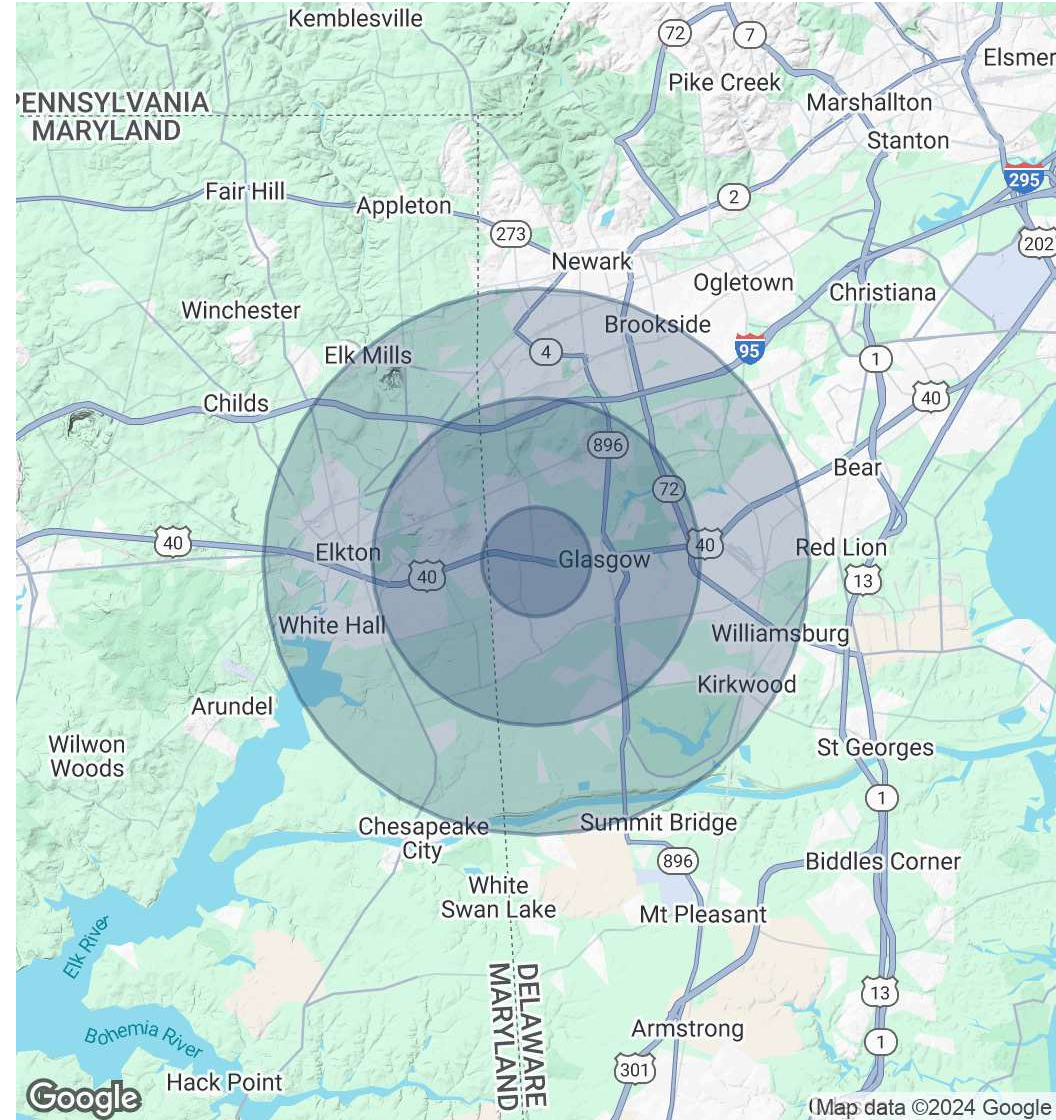 Kemblesville
72
7
Elsmer
Pike Creek
PENNSYLVANIA
MARYLAND
Marshallton
Stanton
295
Fair Hill
Appleton
2
273
202
Newark
Ogletown
Christiana
Winchester
Brookside
Elk Mills
4
95
1
Childs
40
896
Bear
72
40
Elkton
40
Glasgow
40
Red Lion
13
White Hall
Williamsburg
Kirkwood
Arundel
Wilwon
Woods
St Georges
1
Chesapeake
City
Summit Bridge
896
Biddles Corner
White
Swan Lake
Mt Pleasant
Elk River
DELAWARE
MARYLAND
13
Bohemia River
Armstrong
1
301
Hack Point
Google
Map data ©2024 Google